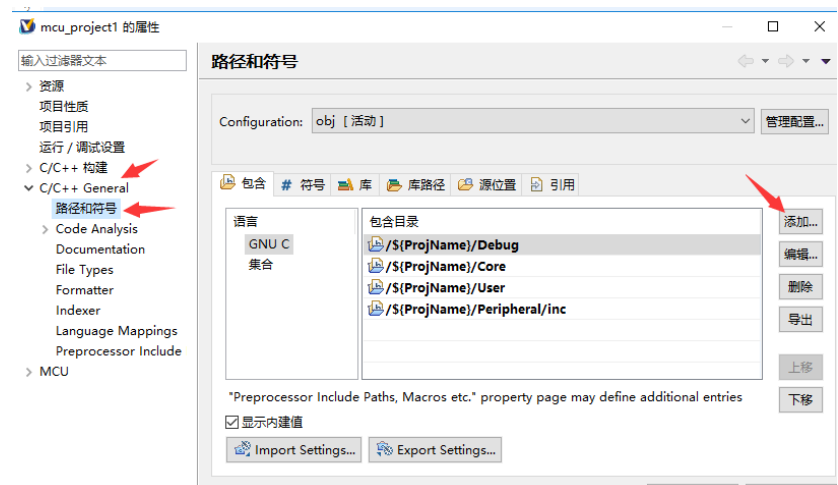 mcu_project1 的属性
输入过滤器文本
资源
项目性质
项目引用
运行 / 调试设置
C/C++ 构建
C/C++ General
路径和符号
Code Analysis
Documentation
File Types
Formatter
Indexer
Language Mappings
Preprocessor Include
MCU
路径和符号
Configuration: obj [ 活动 ]
管理配置...
包含 # 符号 库 库路径 源位置 引用
语言
GNU C
集合
包含目录
/${ProjName}/Debug
/${ProjName}/Core
/${ProjName}/User
/${ProjName}/Peripheral/inc
添加...
编辑...
删除
导出
上移
下移
"Preprocessor Include Paths, Macros etc." property page may define additional entries
显示内建值
Import Settings... Export Settings...